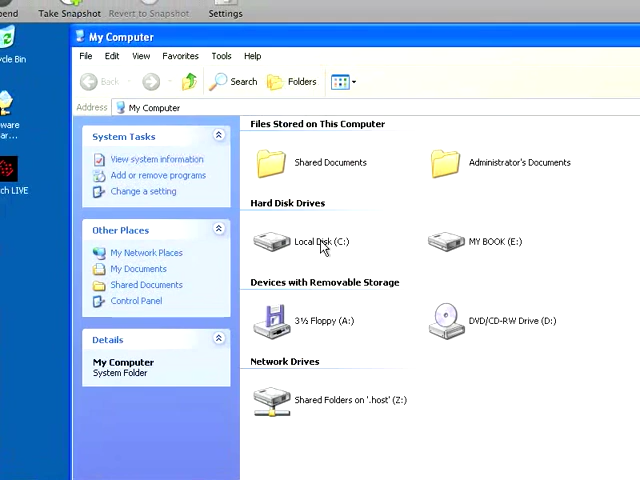 pend Take Snapshot Revert to Snapshot Settings
My Computer
File Edit View Favorites Tools Help
Back Search Folders
Address My Computer
cle Bin
ware
ar...
ch LIVE
System Tasks
View system information
Add or remove programs
Change a setting
Other Places
My Network Places
My Documents
Shared Documents
Control Panel
Details
My Computer
System Folder
Files Stored on This Computer
Shared Documents Administrator's Documents
Hard Disk Drives
Local Disk (C:) MY BOOK (E:)
Devices with Removable Storage
3½ Floppy (A:) DVD/CD-RW Drive (D:)
Network Drives
Shared Folders on '.host' (Z:)